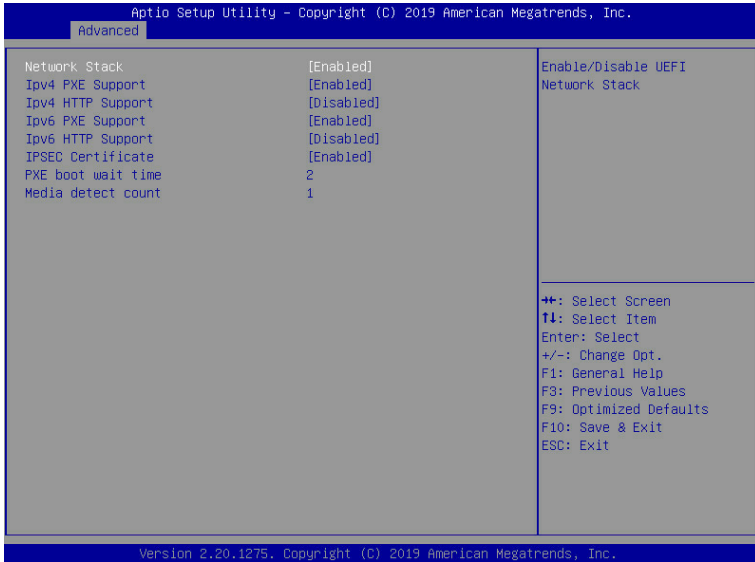 Aptio Setup Utility – Copyright (C) 2019 American Megatrends, Inc.
Advanced
Network Stack [Enabled]
Ipv4 PXE Support [Enabled]
Ipv4 HTTP Support [Disabled]
Ipv6 PXE Support [Enabled]
Ipv6 HTTP Support [Disabled]
IPSEC Certificate [Enabled]
PXE boot wait time 2
Media detect count 1
Enable/Disable UEFI
Network Stack
→←: Select Screen
↑↓: Select Item
Enter: Select
+/-: Change Opt.
F1: General Help
F3: Previous Values
F9: Optimized Defaults
F10: Save & Exit
ESC: Exit
Version 2.20.1275. Copyright (C) 2019 American Megatrends, Inc.